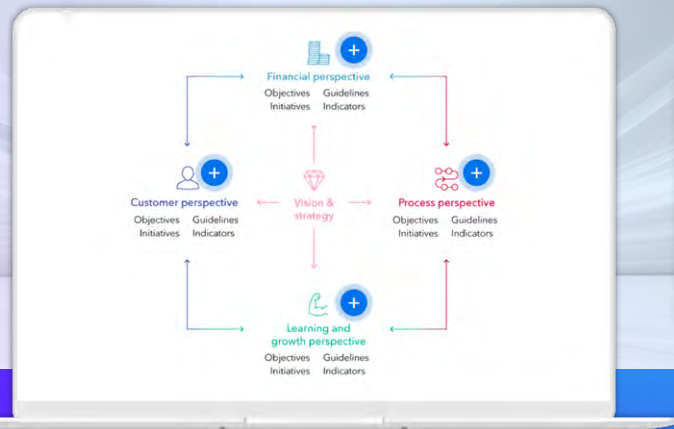 Financial perspective
Objectives Guidelines
Initiatives Indicators
Customer perspective
Objectives Guidelines
Initiatives Indicators
Vision &
strategy
Process perspective
Objectives Guidelines
Initiatives Indicators
Learning and
growth perspective
Objectives Guidelines
Initiatives Indicators